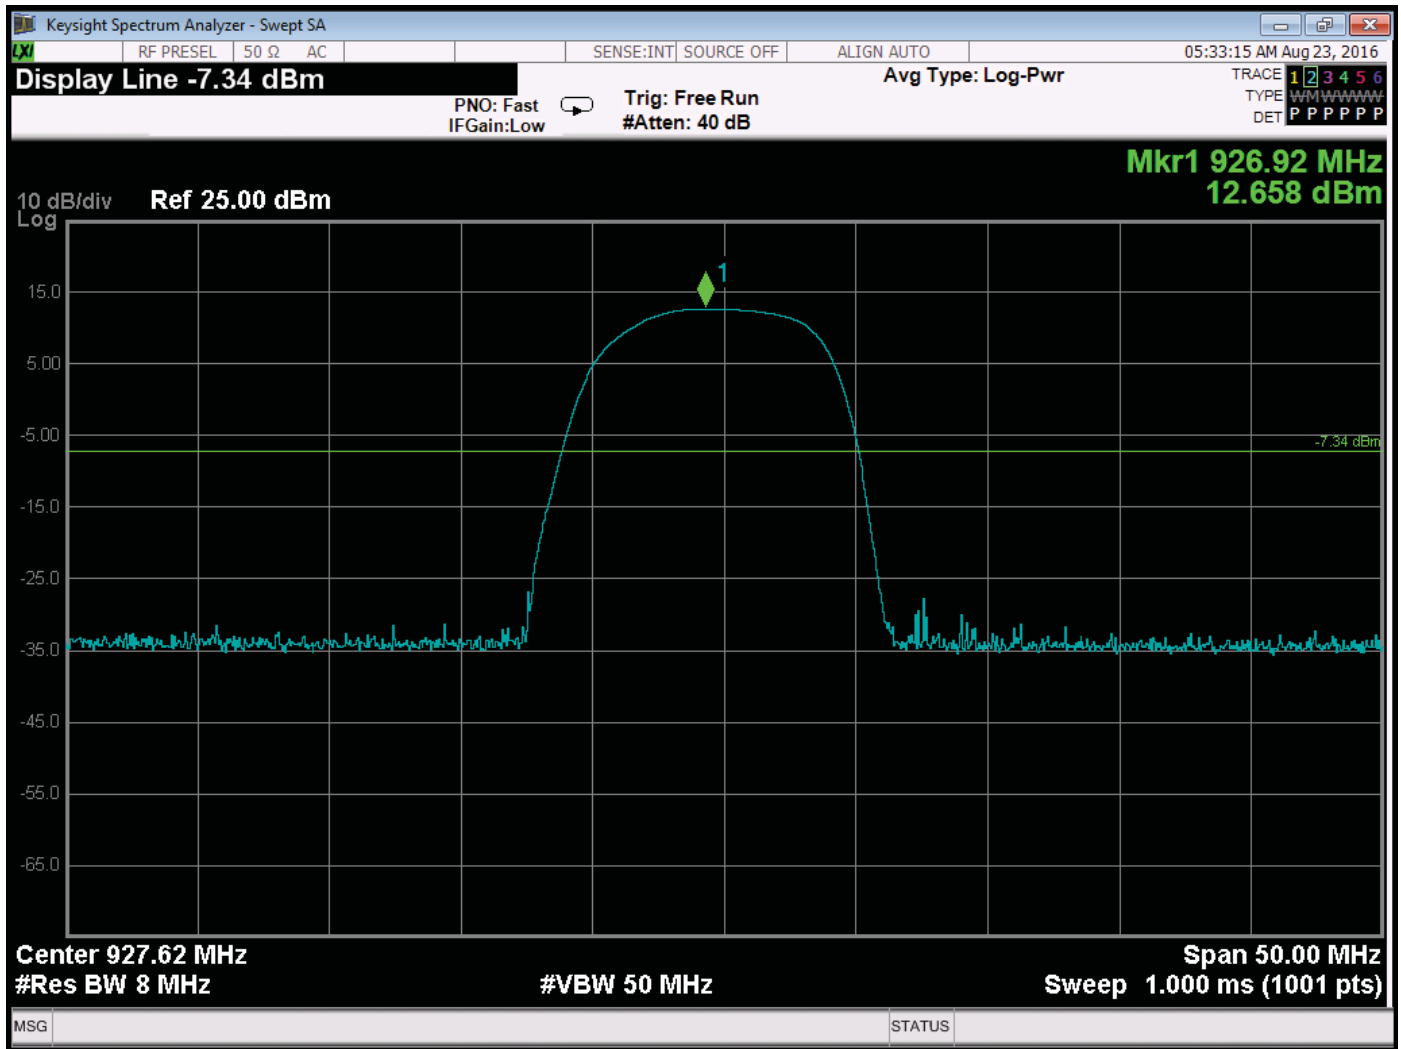 Keysight Spectrum Analyzer - Swept SA
LXI RF PRESEL 50 Ω AC SENSE:INT SOURCE OFF ALIGN AUTO 05:33:15 AM Aug 23, 2016
Display Line -7.34 dBm
Avg Type: Log-Pwr
PNO: Fast
IFGain:Low
Trig: Free Run
#Atten: 40 dB
TRACE 1 2 3 4 5 6
TYPE WMWWWW
DET P P P P P P
Mkr1 926.92 MHz
12.658 dBm
10 dB/div Ref 25.00 dBm
Log
1
15.0
5.00
-5.00
-7.34 dBm
-15.0
-25.0
-35.0
-45.0
-55.0
-65.0
Center 927.62 MHz Span 50.00 MHz
#Res BW 8 MHz #VBW 50 MHz Sweep 1.000 ms (1001 pts)
MSG STATUS